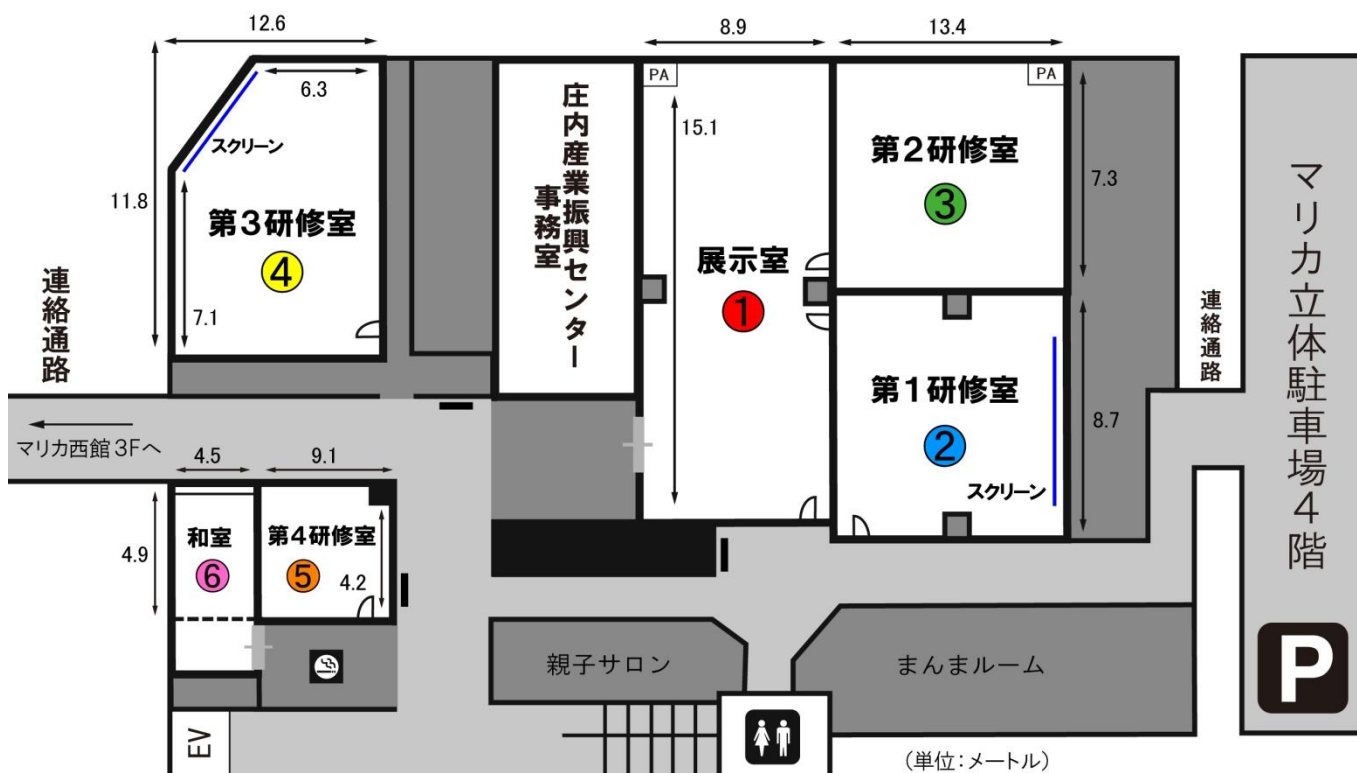 12.6
8.9
13.4
PA
PA
6.3
15.1
スクリーン
11.8
庄内産業振興センター
事務室
第2研修室
3
7.3
第3研修室
4
展示室
1
7.1
連絡通路
連絡通路
マリカ立体駐車場4階
第1研修室
2
8.7
スクリーン
マリカ西館3Fへ
4.5
9.1
4.9
和室
6
第4研修室
5
4.2
親子サロン
まんまルーム
P
EV
(単位:メートル)